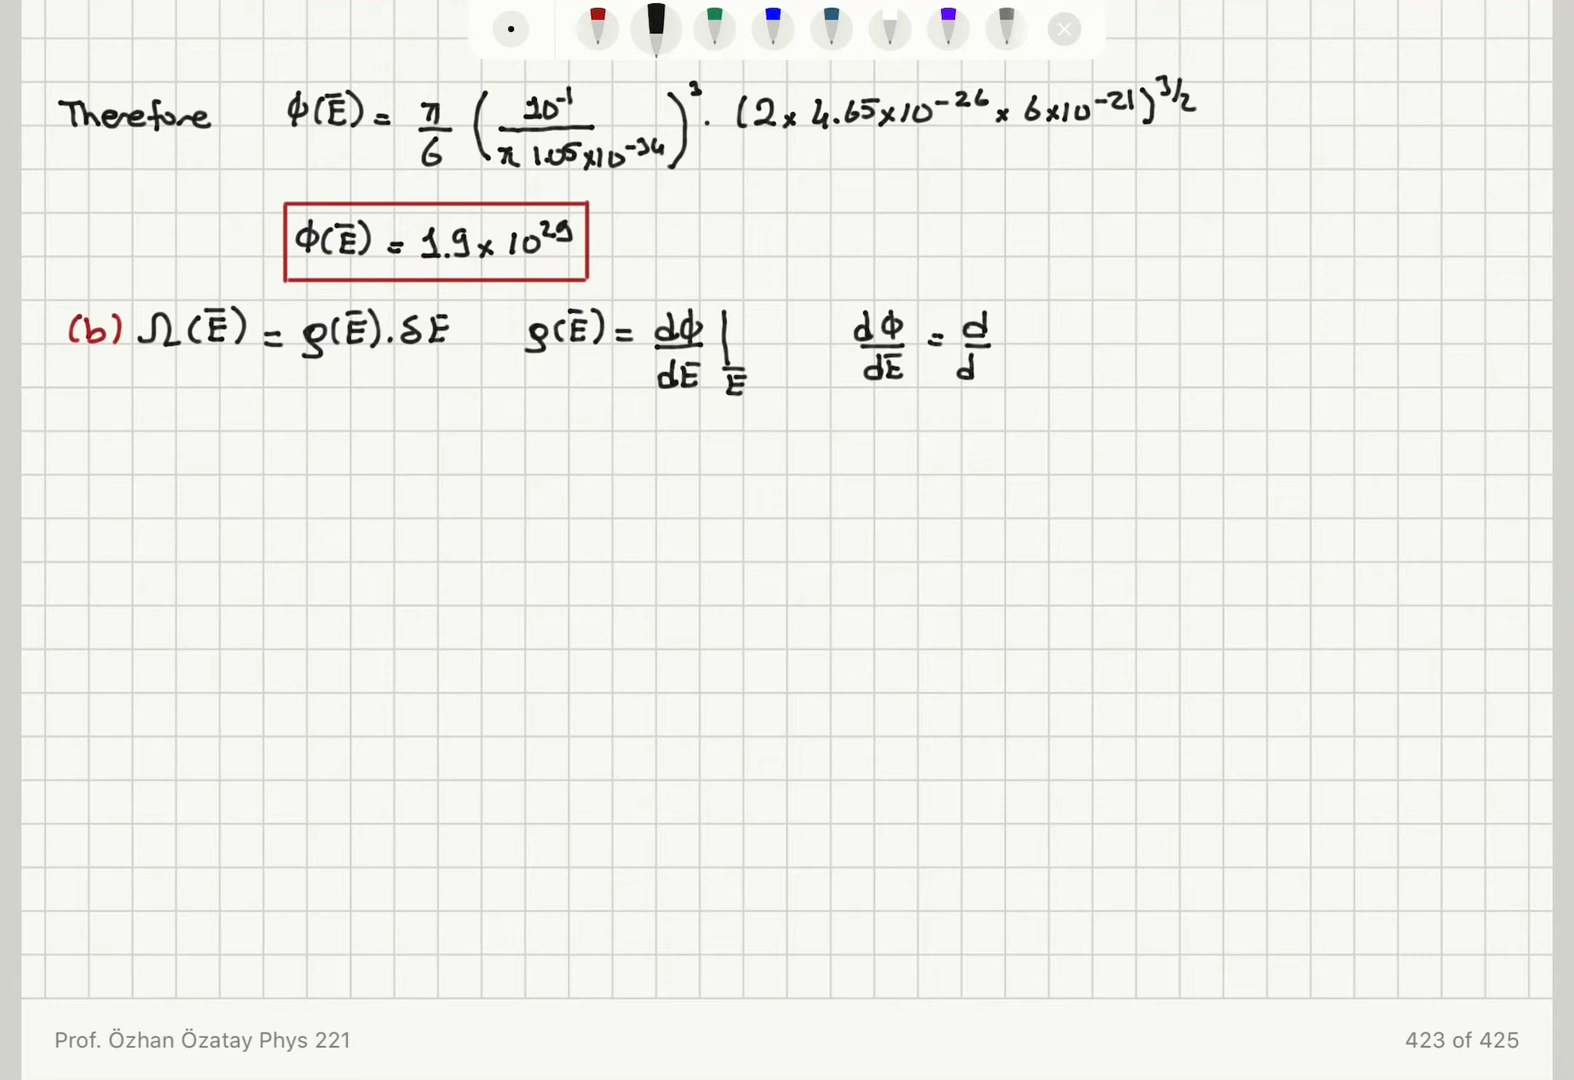 Therefore ϕ(Ē) = π/6 (10⁻¹ / π 1.05×10⁻³⁴)³ . (2 × 4.65×10⁻²⁶ × 6×10⁻²¹)^3/2
ϕ(Ē) = 1.9 × 10²⁹
(b) Ω(Ē) = ρ(Ē).δE ρ(Ē) = dϕ/dE |Ē dϕ/dE = d/d
Prof. Özhan Özatay Phys 221 423 of 425